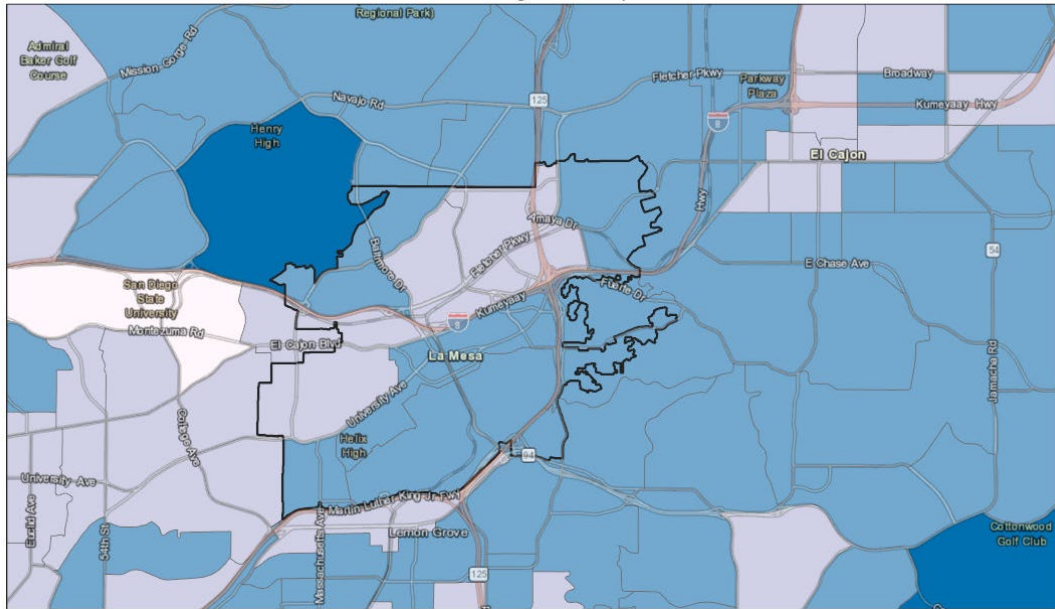 Regional Park)
Admiral
Baker Golf
Course
Mission Gorge Rd
Fletcher Pkwy
Parkway
Plaza
Broadway
Kumeyaay Hwy
Navajo Rd
125
8
Henry
High
El Cajon
Hwy
Amaya Dr
Baltimore Dr
Fletcher Pkwy
54
E Chase Ave
San Diego
State
University
Kumeyaay
Fuerte Dr
Montezuma Rd
8
El Cajon Blvd
La Mesa
Jamacha Rd
University Ave
College Ave
Helix
High
94
University Ave
Martin Luther King Jr Fwy
Euclid Ave
54th St
Massachusetts Ave
Lemon Grove
Cottonwood
Golf Club
125